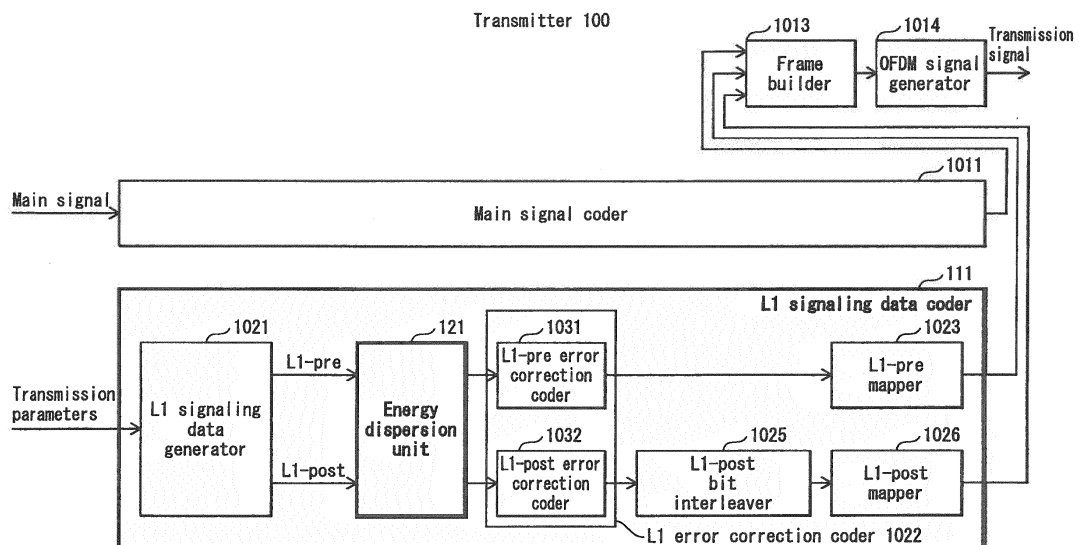 Transmitter 100
1013
1014
Transmission
signal
Frame
builder
OFDM signal
generator
1011
Main signal
Main signal coder
111
L1 signaling data coder
1021
121
1031
1023
L1-pre
L1-pre error
correction
coder
L1-pre
mapper
Transmission
parameters
L1 signaling
data
generator
Energy
dispersion
unit
1032
1025
1026
L1-post
L1-post error
correction
coder
L1-post
bit
interleaver
L1-post
mapper
L1 error correction coder 1022